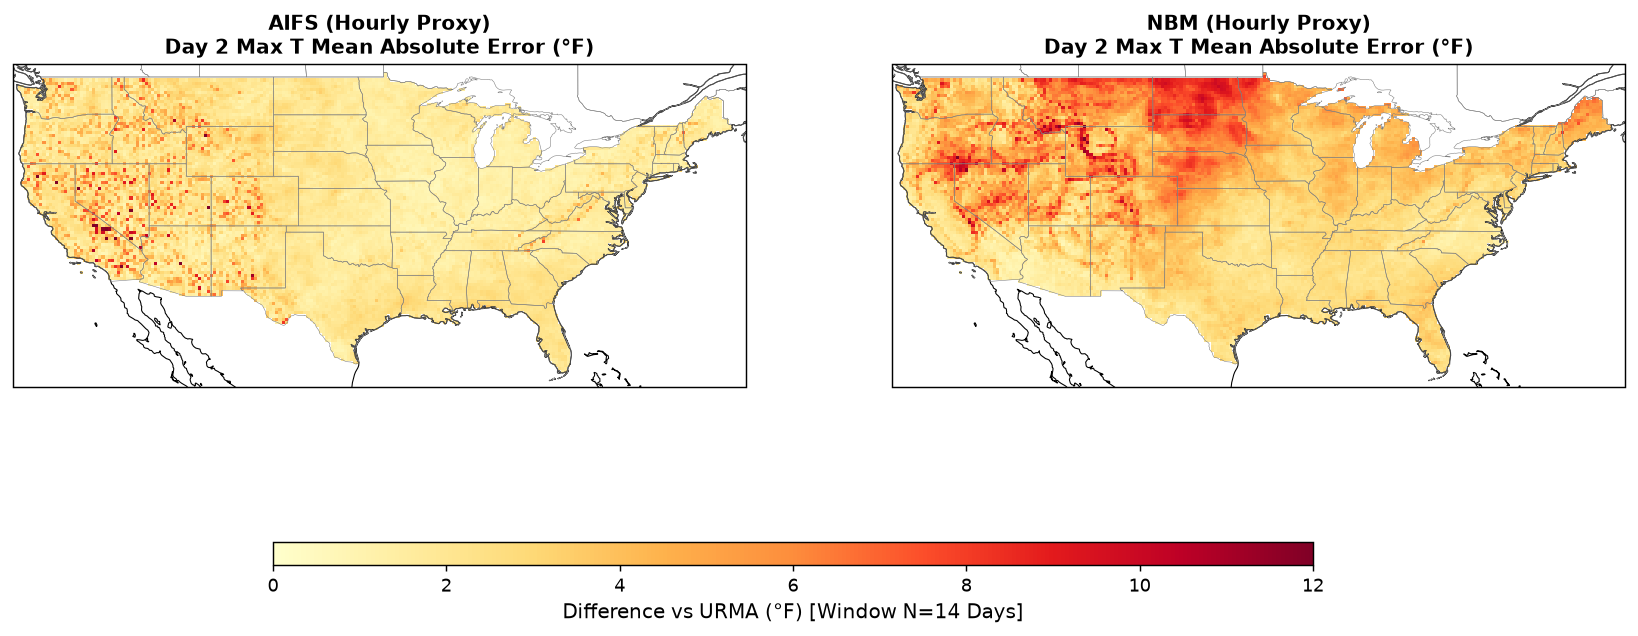 AIFS (Hourly Proxy)
Day 2 Max T Mean Absolute Error (°F)
NBM (Hourly Proxy)
Day 2 Max T Mean Absolute Error (°F)
0 2 4 6 8 10 12
Difference vs URMA (°F) [Window N=14 Days]